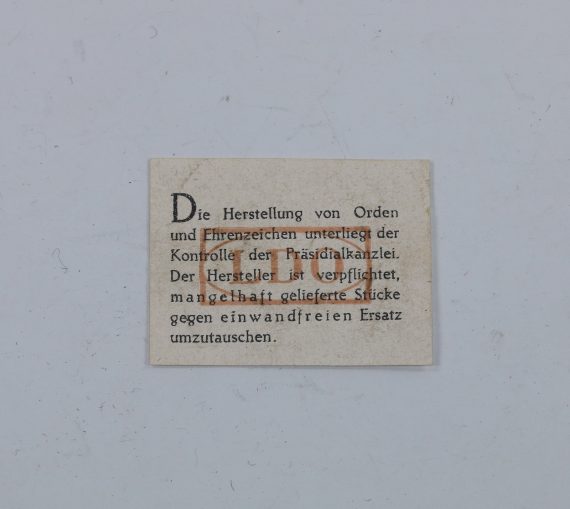 Die Herstellung von Orden
und Ehrenzeichen unterliegt der
Kontrolle der Präsidialkanzlei.
Der Hersteller ist verpflichtet,
mangelhaft gelieferte Stücke
gegen einwandfreien Ersatz
umzutauschen.
LDO